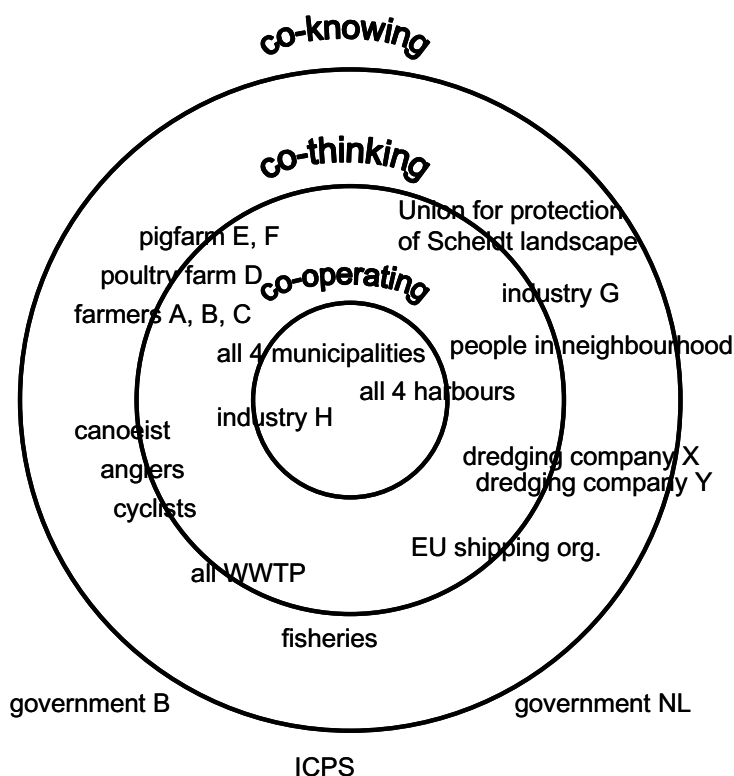 co-knowing
co-thinking
Union for protection
of Scheldt landscape
pigfarm E, F
poultry farm D
co-operating
farmers A, B, C
industry G
all 4 municipalities
people in neighbourhood
all 4 harbours
industry H
canoeist
anglers
cyclists
dredging company X
dredging company Y
EU shipping org.
all WWTP
fisheries
government B
government NL
ICPS